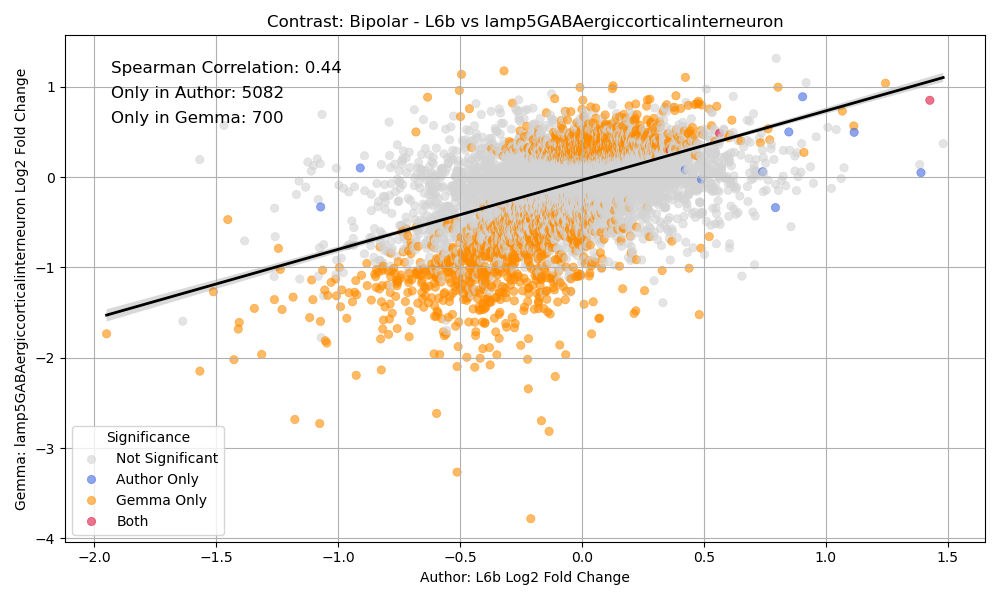 Contrast: Bipolar - L6b vs lamp5GABAergiccorticalinterneuron
Spearman Correlation: 0.44
Only in Author: 5082
Only in Gemma: 700
Gemma: lamp5GABAergiccorticalinterneuron Log2 Fold Change
1
0
−1
−2
−3
−4
Significance
Not Significant
Author Only
Gemma Only
Both
−2.0 −1.5 −1.0 −0.5 0.0 0.5 1.0 1.5
Author: L6b Log2 Fold Change